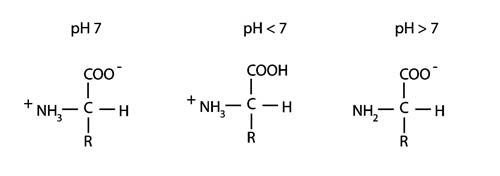 pH 7 pH < 7 pH > 7
COO⁻ COOH COO⁻
⁺NH₃—C—H ⁺NH₃—C—H NH₂—C—H
R R R